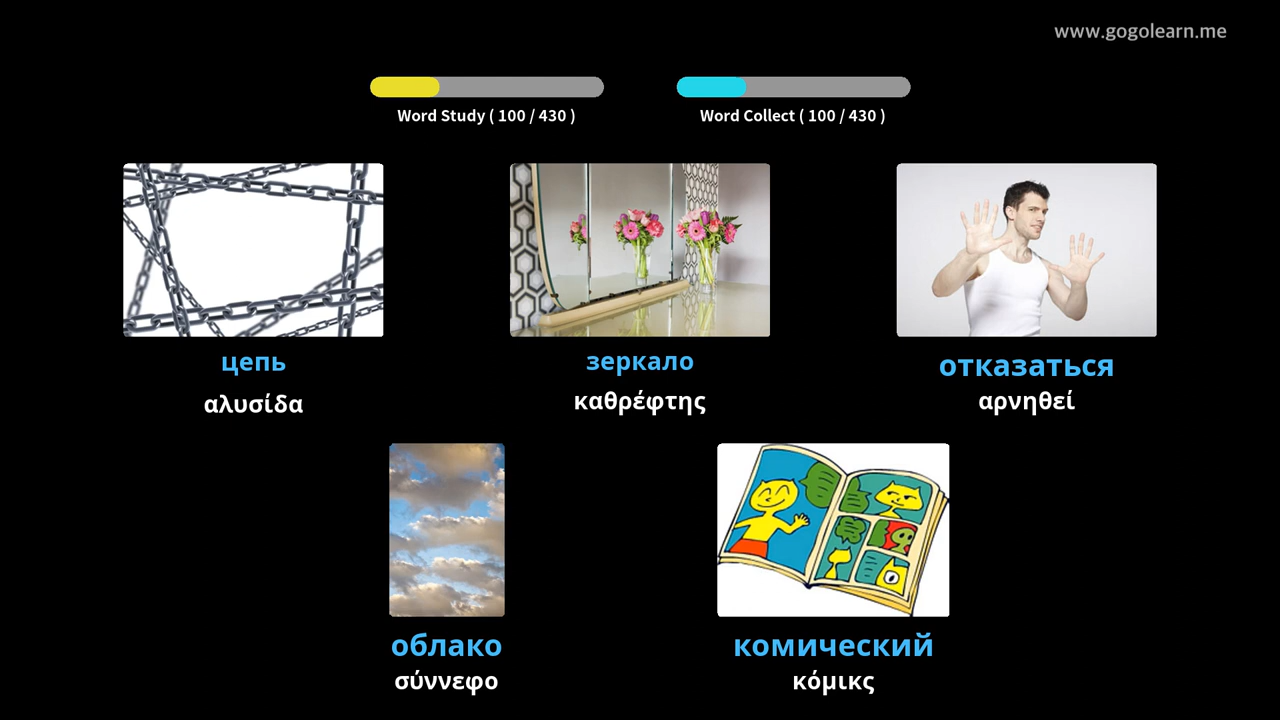 www.gogolearn.me
Word Study ( 100 / 430 )
Word Collect ( 100 / 430 )
цепь
зеркало
отказаться
αλυσίδα
καθρέφτης
αρνηθεί
облако
комический
σύννεφο
κόμικς